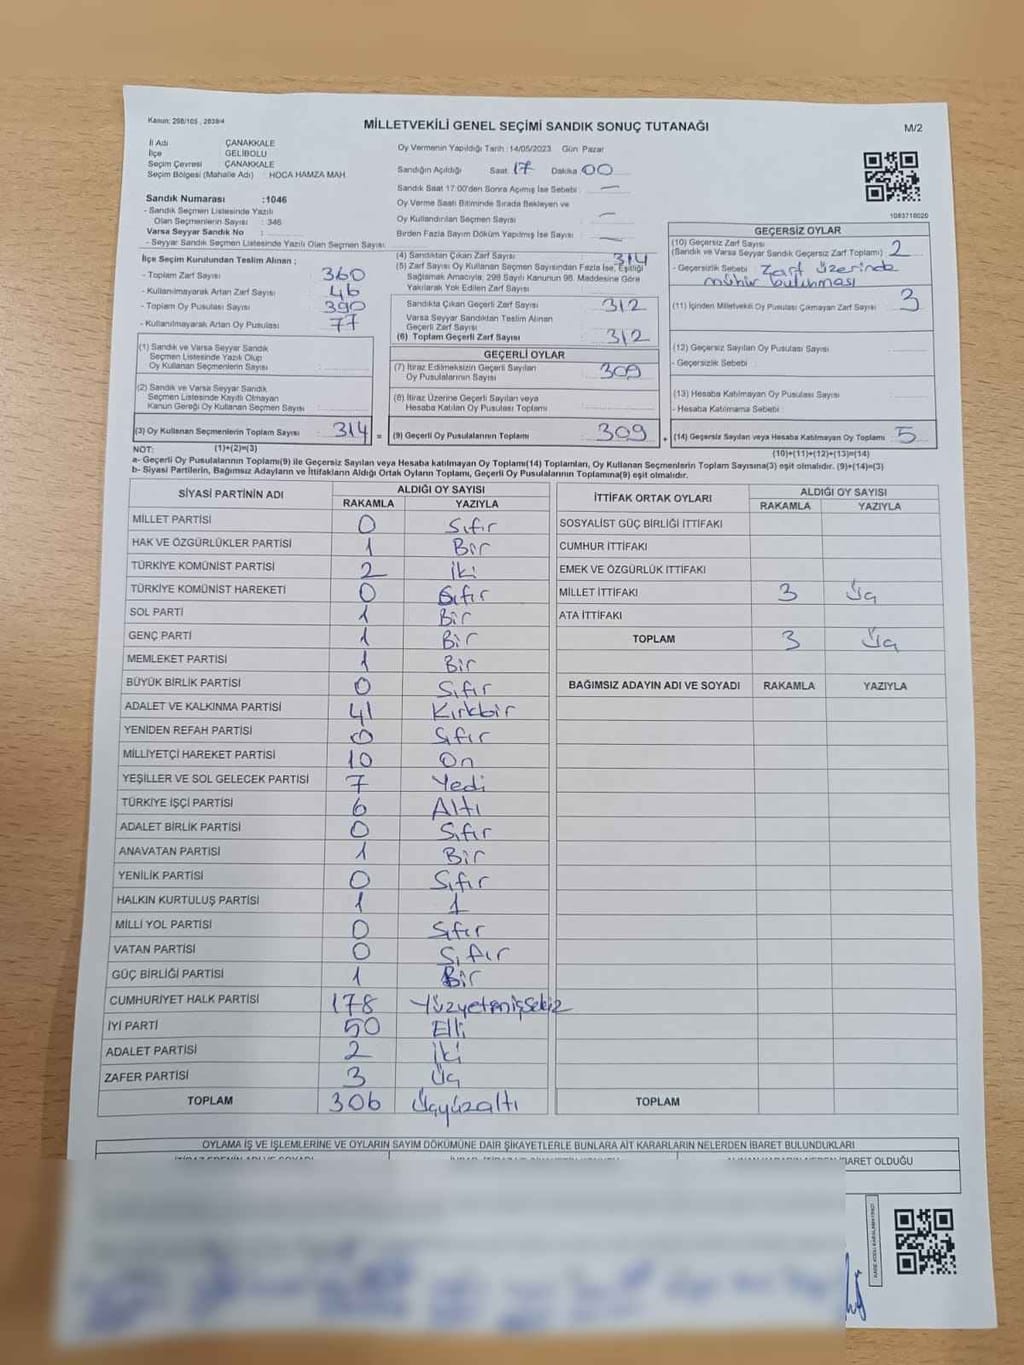 Kanun: 298/105 , 2839/4
MİLLETVEKİLİ GENEL SEÇİMİ SANDIK SONUÇ TUTANAĞI
M/2
İl Adı ÇANAKKALE
İlçe GELİBOLU
Seçim Çevresi ÇANAKKALE
Seçim Bölgesi (Mahalle Adı) : HOCA HAMZA MAH.
Sandık Numarası :1046
- Sandık Seçmen Listesinde Yazılı
Olan Seçmenlerin Sayısı : 346
Varsa Seyyar Sandık No :
- Seyyar Sandık Seçmen Listesinde Yazılı Olan Seçmen Sayısı
Oy Vermenin Yapıldığı Tarih : 14/05/2023 Gün Pazar
Sandığın Açıldığı Saat 17 Dakika 00
Sandık Saat 17:00'den Sonra Açımış İse Sebebi : —
Oy Verme Saati Bitiminde Sırada Bekleyen ve
Oy Kullandırılan Seçmen Sayısı —
Birden Fazla Sayım Döküm Yapılmış İse Sayısı —
1083718020
İlçe Seçim Kurulundan Teslim Alınan ;
- Toplam Zarf Sayısı 360
- Kullanılmayarak Artan Zarf Sayısı 46
- Toplam Oy Pusulası Sayısı 390
- Kullanılmayarak Artan Oy Pusulası 77
(1) Sandık ve Varsa Seyyar Sandık
Seçmen Listesinde Yazılı Olup
Oy Kullanan Seçmenlerin Sayısı
(2) Sandık ve Varsa Seyyar Sandık
Seçmen Listesinde Kayıtlı Olmayan
Kanun Gereği Oy Kullanan Seçmen Sayısı
(3) Oy Kullanan Seçmenlerin Toplam Sayısı 314 =
(4) Sandıktan Çıkan Zarf Sayısı 314
(5) Zarf Sayısı Oy Kullanan Seçmen Sayısından Fazla İse, Eşitliği
Sağlamak Amacıyla, 298 Sayılı Kanunun 98. Maddesine Göre
Yakılarak Yok Edilen Zarf Sayısı
Sandıkta Çıkan Geçerli Zarf Sayısı 312
Varsa Seyyar Sandıktan Teslim Alınan
Geçerli Zarf Sayısı
(6) Toplam Geçerli Zarf Sayısı 312
GEÇERLİ OYLAR
(7) İtiraz Edilmeksizin Geçerli Sayılan
Oy Pusulalarının Sayısı 309
(8) İtiraz Üzerine Geçerli Sayılan veya
Hesaba Katılan Oy Pusulası Toplamı
(9) Geçerli Oy Pusulalarının Toplamı 309 +
GEÇERSİZ OYLAR
(10) Geçersiz Zarf Sayısı
(Sandık ve Varsa Seyyar Sandık Geçersiz Zarf Toplamı) 2
- Geçersizlik Sebebi Zarf üzerinde
mühür bulunması
(11) İçinden Milletvekili Oy Pusulası Çıkmayan Zarf Sayısı 3
(12) Geçersiz Sayılan Oy Pusulası Sayısı
- Geçersizlik Sebebi :
(13) Hesaba Katılmayan Oy Pusulası Sayısı
- Hesaba Katılmama Sebebi
(14) Geçersiz Sayılan veya Hesaba Katılmayan Oy Toplamı 5
NOT: (1)+(2)=(3)
(10)+(11)+(12)+(13)=(14)
a- Geçerli Oy Pusulalarının Toplamı(9) ile Geçersiz Sayılan veya Hesaba katılmayan Oy Toplamı(14) Toplamları, Oy Kullanan Seçmenlerin Toplam Sayısına(3) eşit olmalıdır. (9)+(14)=(3)
b- Siyasi Partilerin, Bağımsız Adayların ve İttifakların Aldığı Ortak Oyların Toplamı, Geçerli Oy Pusulalarının Toplamına(9) eşit olmalıdır.
SİYASİ PARTİNİN ADI ALDIĞI OY SAYISI
RAKAMLA YAZIYLA
MİLLET PARTİSİ 0 Sıfır
HAK VE ÖZGÜRLÜKLER PARTİSİ 1 Bir
TÜRKİYE KOMÜNİST PARTİSİ 2 İki
TÜRKİYE KOMÜNİST HAREKETİ 0 Sıfır
SOL PARTİ 1 Bir
GENÇ PARTİ 1 Bir
MEMLEKET PARTİSİ 1 Bir
BÜYÜK BİRLİK PARTİSİ 0 Sıfır
ADALET VE KALKINMA PARTİSİ 41 Kırkbir
YENİDEN REFAH PARTİSİ 0 Sıfır
MİLLİYETÇİ HAREKET PARTİSİ 10 On
YEŞİLLER VE SOL GELECEK PARTİSİ 7 Yedi
TÜRKİYE İŞÇİ PARTİSİ 6 Altı
ADALET BİRLİK PARTİSİ 0 Sıfır
ANAVATAN PARTİSİ 1 Bir
YENİLİK PARTİSİ 0 Sıfır
HALKIN KURTULUŞ PARTİSİ 1 1
MİLLİ YOL PARTİSİ 0 Sıfır
VATAN PARTİSİ 0 Sıfır
GÜÇ BİRLİĞİ PARTİSİ 1 Bir
CUMHURİYET HALK PARTİSİ 178 Yüzyetmişsekiz
İYİ PARTİ 50 Elli
ADALET PARTİSİ 2 İki
ZAFER PARTİSİ 3 Üç
TOPLAM 306 Üçyüzaltı
İTTİFAK ORTAK OYLARI ALDIĞI OY SAYISI
RAKAMLA YAZIYLA
SOSYALİST GÜÇ BİRLİĞİ İTTİFAKI
CUMHUR İTTİFAKI
EMEK VE ÖZGÜRLÜK İTTİFAKI
MİLLET İTTİFAKI 3 Üç
ATA İTTİFAKI
TOPLAM 3 Üç
BAĞIMSIZ ADAYIN ADI VE SOYADI RAKAMLA YAZIYLA
TOPLAM
OYLAMA İŞ VE İŞLEMLERİNE VE OYLARIN SAYIM DÖKÜMÜNE DAİR ŞİKAYETLERLE BUNLARA AİT KARARLARIN NELERDEN İBARET BULUNDUKLARI
İBARET OLDUĞU